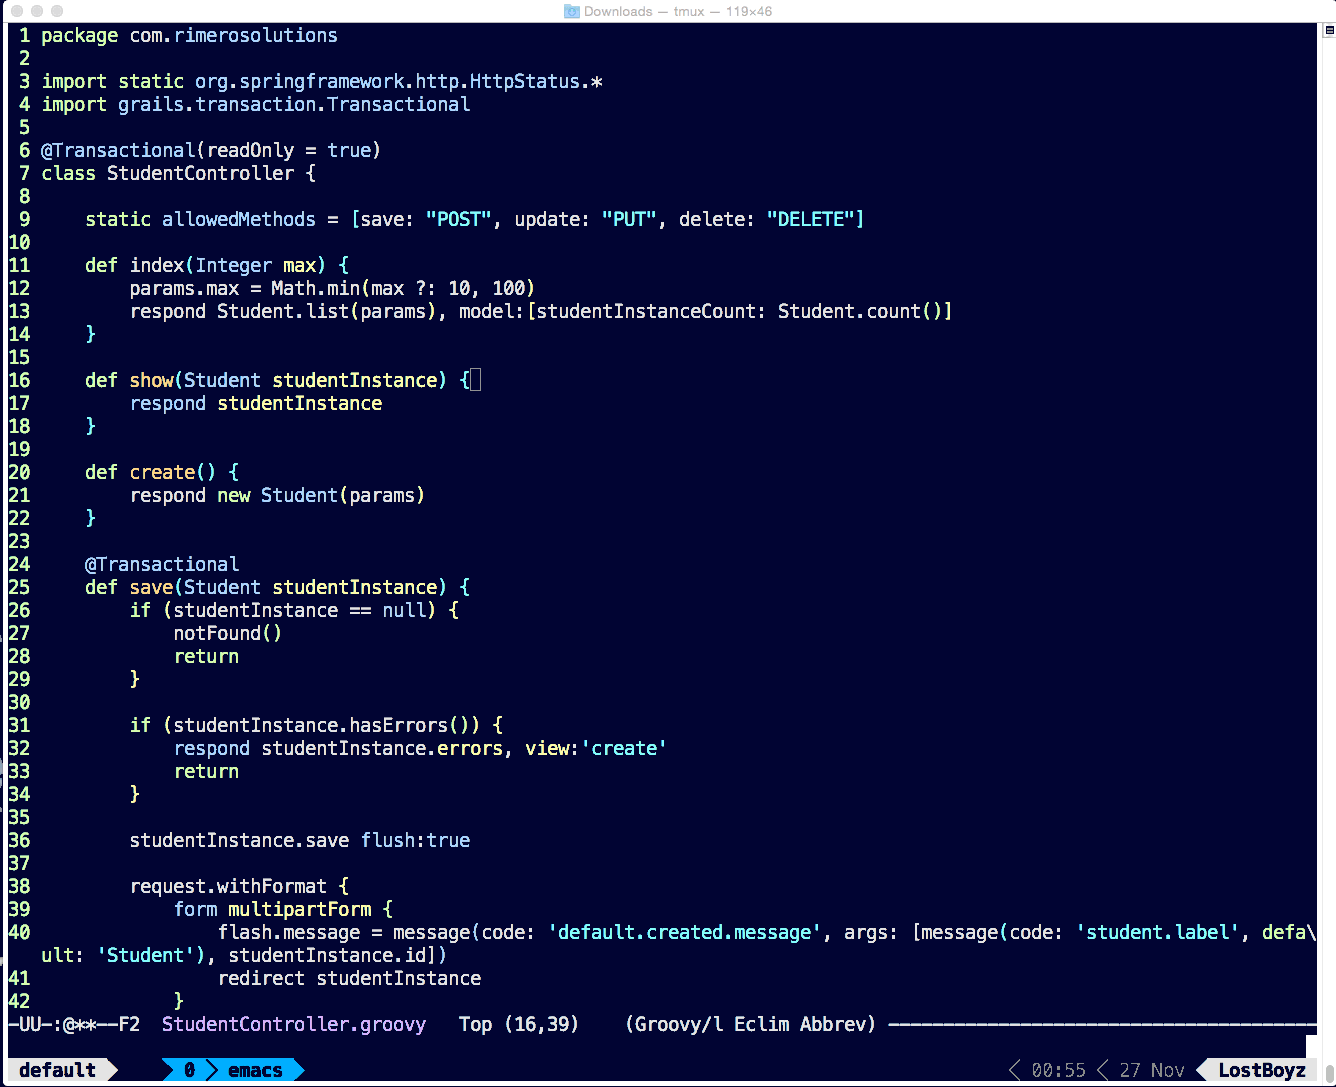 Downloads — tmux — 119×46
1 package com.rimerosolutions
2
3 import static org.springframework.http.HttpStatus.*
4 import grails.transaction.Transactional
5
6 @Transactional(readOnly = true)
7 class StudentController {
8
9     static allowedMethods = [save: "POST", update: "PUT", delete: "DELETE"]
10
11     def index(Integer max) {
12         params.max = Math.min(max ?: 10, 100)
13         respond Student.list(params), model:[studentInstanceCount: Student.count()]
14     }
15
16     def show(Student studentInstance) {
17         respond studentInstance
18     }
19
20     def create() {
21         respond new Student(params)
22     }
23
24     @Transactional
25     def save(Student studentInstance) {
26         if (studentInstance == null) {
27             notFound()
28             return
29         }
30
31         if (studentInstance.hasErrors()) {
32             respond studentInstance.errors, view:'create'
33             return
34         }
35
36         studentInstance.save flush:true
37
38         request.withFormat {
39             form multipartForm {
40                 flash.message = message(code: 'default.created.message', args: [message(code: 'student.label', defa\
ult: 'Student'), studentInstance.id])
41                 redirect studentInstance
42             }
-UU-:@**--F2  StudentController.groovy   Top (16,39)    (Groovy/l Eclim Abbrev) ---------------------------------------
default 0 emacs 00:55 27 Nov LostBoyz